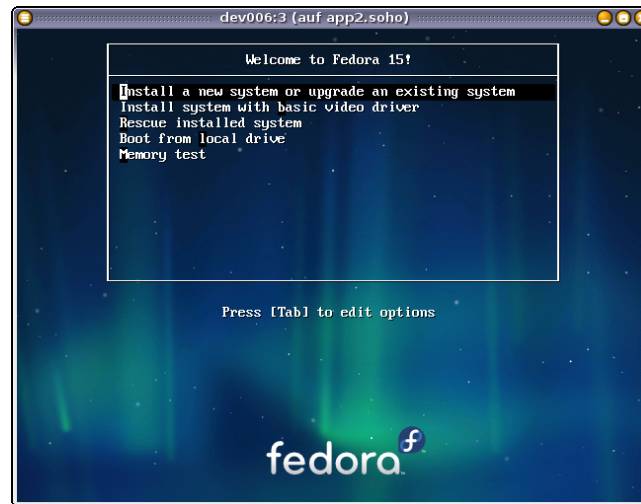 dev006:3 (auf app2.soho)
Welcome to Fedora 15!
Install a new system or upgrade an existing system
Install system with basic video driver
Rescue installed system
Boot from local drive
Memory test
Press [Tab] to edit options
fedora